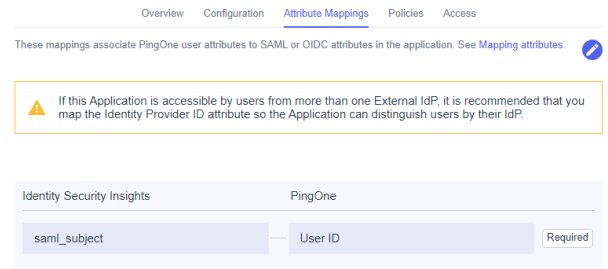 Overview Configuration Attribute Mappings Policies Access
These mappings associate PingOne user attributes to SAML or OIDC attributes in the application. See Mapping attributes.
If this Application is accessible by users from more than one External IdP, it is recommended that you
map the Identity Provider ID attribute so the Application can distinguish users by their IdP.
Identity Security Insights PingOne
saml_subject User ID Required